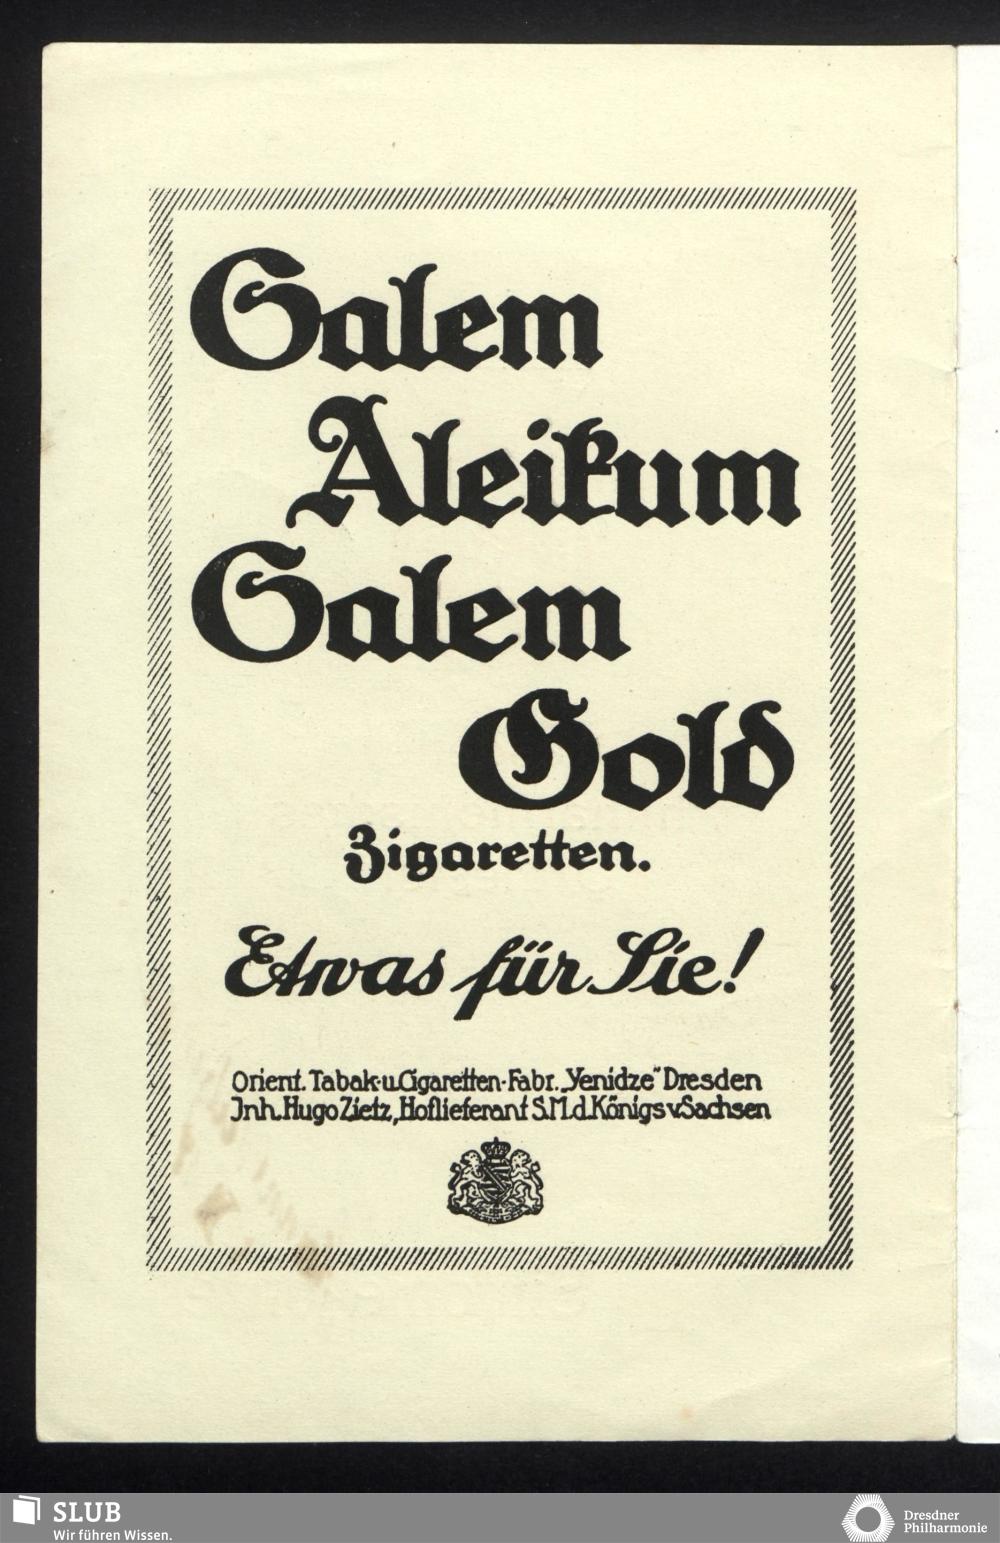 Salem
Aleikum
Salem
Gold
Zigaretten.
Etwas für Sie!
Orient. Tabak- u. Cigaretten-Fabr. „Yenidze" Dresden
Inh. Hugo Zietz, Hoflieferant S. M. d. Königs v. Sachsen
SLUB
Wir führen Wissen.
Dresdner
Philharmonie